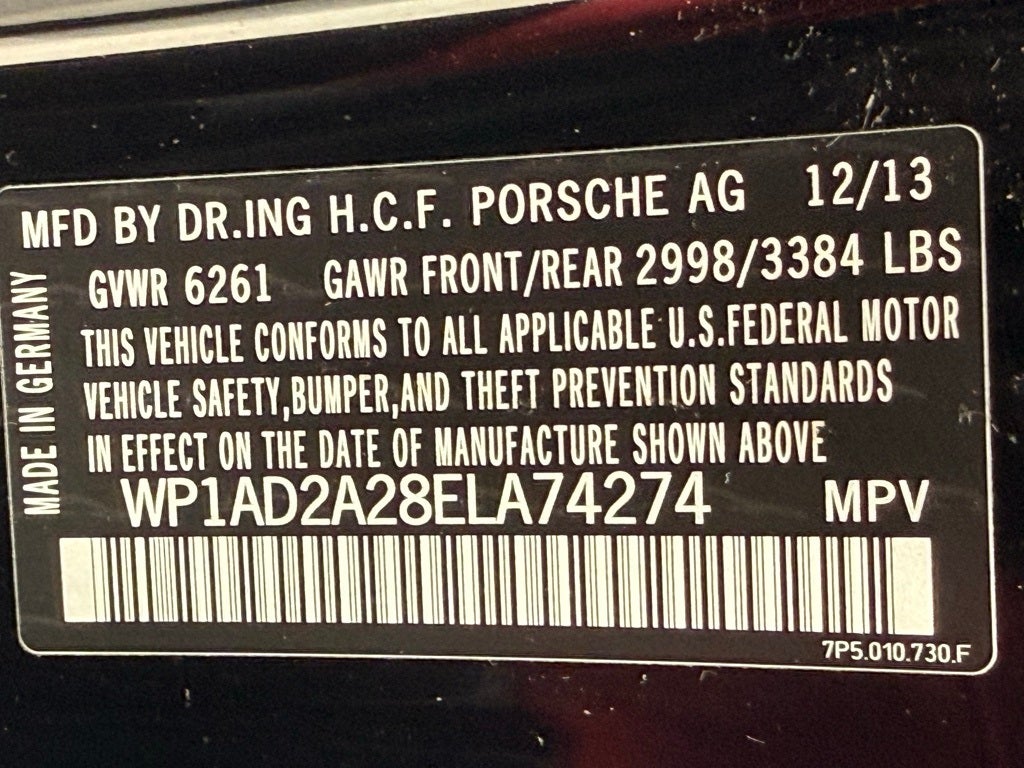 MFD BY DR.ING H.C.F. PORSCHE AG 12/13
GVWR 6261 GAWR FRONT/REAR 2998/3384 LBS
THIS VEHICLE CONFORMS TO ALL APPLICABLE U.S.FEDERAL MOTOR
VEHICLE SAFETY,BUMPER,AND THEFT PREVENTION STANDARDS
IN EFFECT ON THE DATE OF MANUFACTURE SHOWN ABOVE
WP1AD2A28ELA74274 MPV
7P5.010.730.F
MADE IN GERMANY